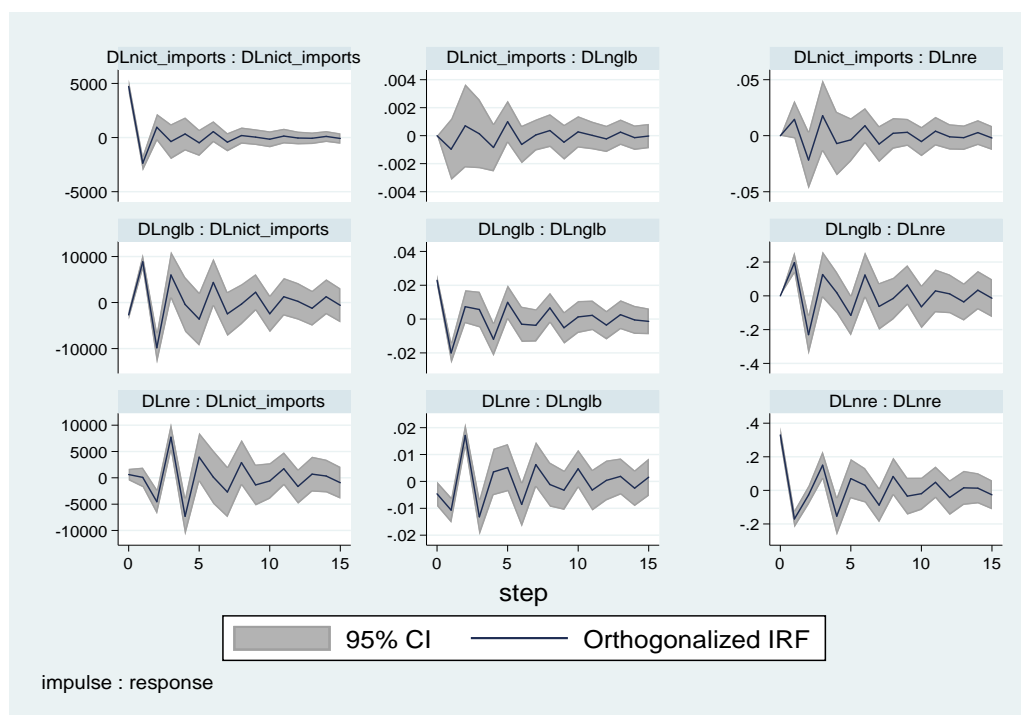 DLnict_imports : DLnict_imports
DLnict_imports : DLnglb
DLnict_imports : DLnre
5000
0
-5000
.004
.002
0
-.002
-.004
.05
0
-.05
DLnglb : DLnict_imports
DLnglb : DLnglb
DLnglb : DLnre
10000
0
-10000
.04
.02
0
-.02
.2
0
-.2
-.4
DLnre : DLnict_imports
DLnre : DLnglb
DLnre : DLnre
10000
5000
0
-5000
-10000
.02
.01
0
-.01
-.02
.4
.2
0
-.2
0 5 10 15
0 5 10 15
0 5 10 15
step
95% CI
Orthogonalized IRF
impulse : response